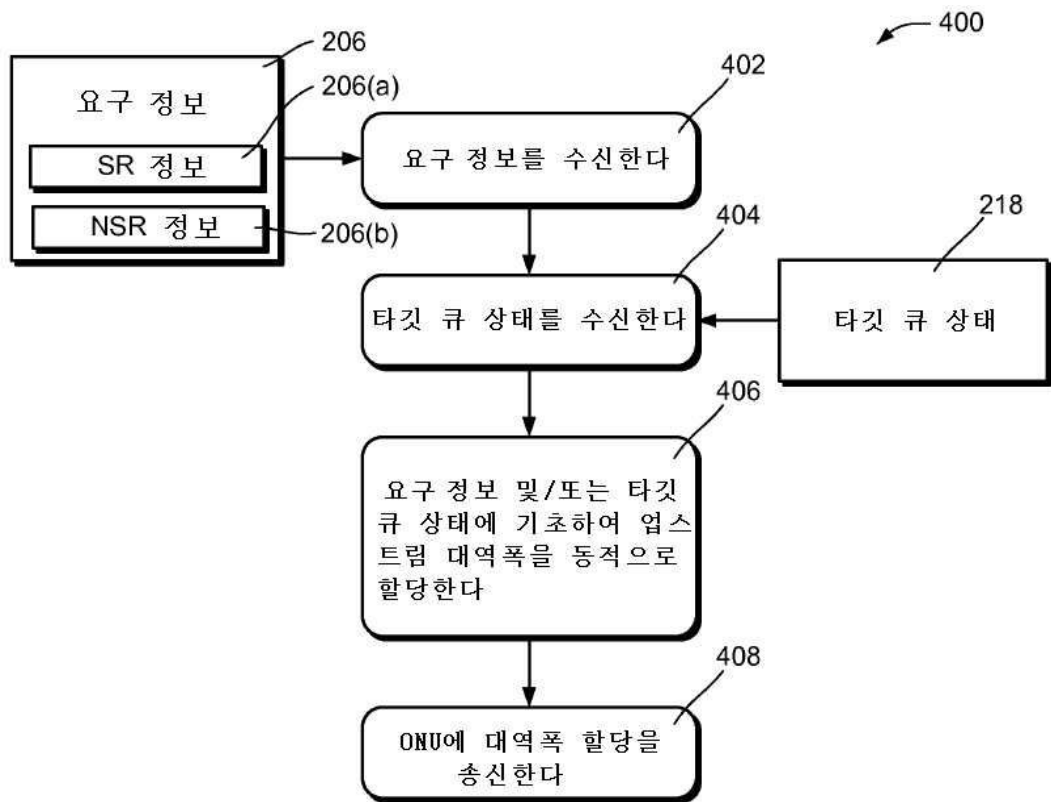 400
206
402
요구 정보
206(a)
SR 정보
요구 정보를 수신한다
NSR 정보
206(b)
404
218
타깃 큐 상태를 수신한다
타깃 큐 상태
406
요구 정보 및/또는 타깃
큐 상태에 기초하여 업스
트림 대역폭을 동적으로
할당한다
408
ONU에 대역폭 할당을
송신한다